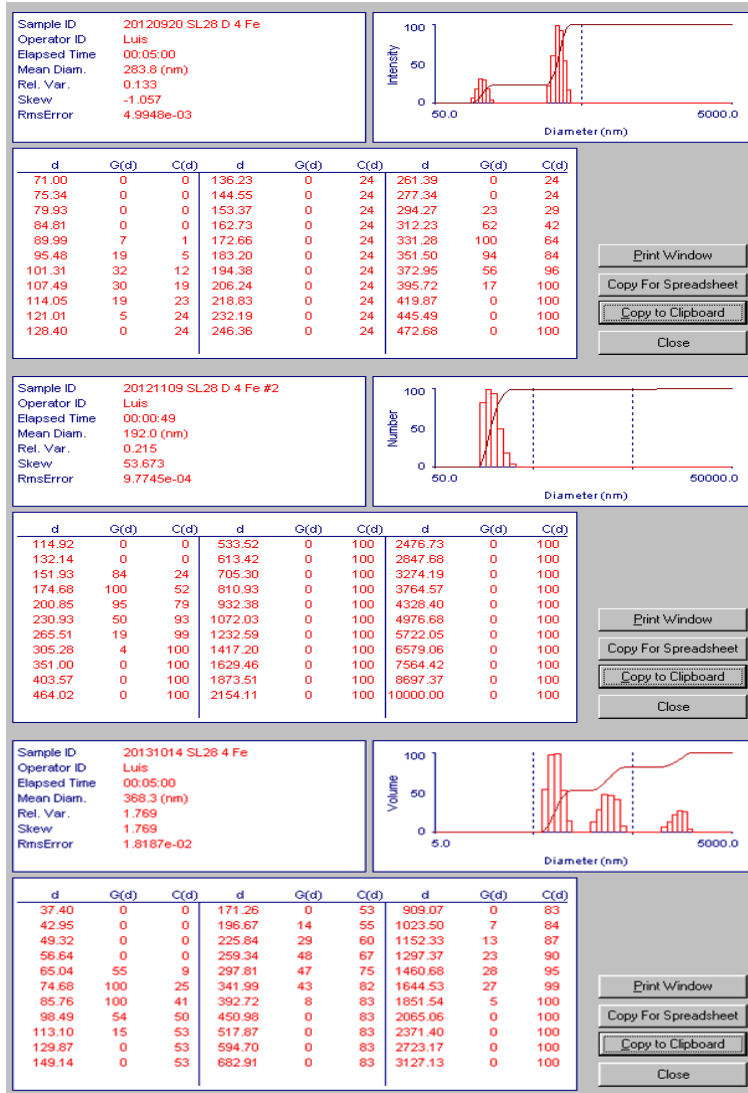 Sample ID 20120920 SL28 D 4 Fe
Operator ID Luis
Elapsed Time 00:05:00
Mean Diam. 283.8 (nm)
Rel. Var. 0.133
Skew -1.057
RmsError 4.9948e-03
Intensity
100
50
0
50.0 5000.0
Diameter (nm)
d G(d) C(d) d G(d) C(d) d G(d) C(d)
71.00 0 0 136.23 0 24 261.39 0 24
75.34 0 0 144.55 0 24 277.34 0 24
79.93 0 0 153.37 0 24 294.27 23 29
84.81 0 0 162.73 0 24 312.23 62 42
89.99 7 1 172.66 0 24 331.28 100 64
95.48 19 5 183.20 0 24 351.50 94 84
101.31 32 12 194.38 0 24 372.95 56 96
107.49 30 19 206.24 0 24 395.72 17 100
114.05 19 23 218.83 0 24 419.87 0 100
121.01 5 24 232.19 0 24 445.49 0 100
128.40 0 24 246.36 0 24 472.68 0 100
Print Window
Copy For Spreadsheet
Copy to Clipboard
Close
Sample ID 20121109 SL28 D 4 Fe #2
Operator ID Luis
Elapsed Time 00:00:49
Mean Diam. 192.0 (nm)
Rel. Var. 0.215
Skew 53.673
RmsError 9.7745e-04
Number
100
50
0
50.0 50000.0
Diameter (nm)
d G(d) C(d) d G(d) C(d) d G(d) C(d)
114.92 0 0 533.52 0 100 2476.73 0 100
132.14 0 0 613.42 0 100 2847.68 0 100
151.93 84 24 705.30 0 100 3274.19 0 100
174.68 100 52 810.93 0 100 3764.57 0 100
200.85 95 79 932.38 0 100 4328.40 0 100
230.93 50 93 1072.03 0 100 4976.68 0 100
265.51 19 99 1232.59 0 100 5722.05 0 100
305.28 4 100 1417.20 0 100 6579.06 0 100
351.00 0 100 1629.46 0 100 7564.42 0 100
403.57 0 100 1873.51 0 100 8697.37 0 100
464.02 0 100 2154.11 0 100 10000.00 0 100
Print Window
Copy For Spreadsheet
Copy to Clipboard
Close
Sample ID 20131014 SL28 4 Fe
Operator ID Luis
Elapsed Time 00:05:00
Mean Diam. 368.3 (nm)
Rel. Var. 1.769
Skew 1.769
RmsError 1.8187e-02
Volume
100
50
0
5.0 5000.0
Diameter (nm)
d G(d) C(d) d G(d) C(d) d G(d) C(d)
37.40 0 0 171.26 0 53 909.07 0 83
42.95 0 0 196.67 14 55 1023.50 7 84
49.32 0 0 225.84 29 60 1152.33 13 87
56.64 0 0 259.34 48 67 1297.37 23 90
65.04 55 9 297.81 47 75 1460.68 28 95
74.68 100 25 341.99 43 82 1644.53 27 99
85.76 100 41 392.72 8 83 1851.54 5 100
98.49 54 50 450.98 0 83 2065.06 0 100
113.10 15 53 517.87 0 83 2371.40 0 100
129.87 0 53 594.70 0 83 2723.17 0 100
149.14 0 53 682.91 0 83 3127.13 0 100
Print Window
Copy For Spreadsheet
Copy to Clipboard
Close